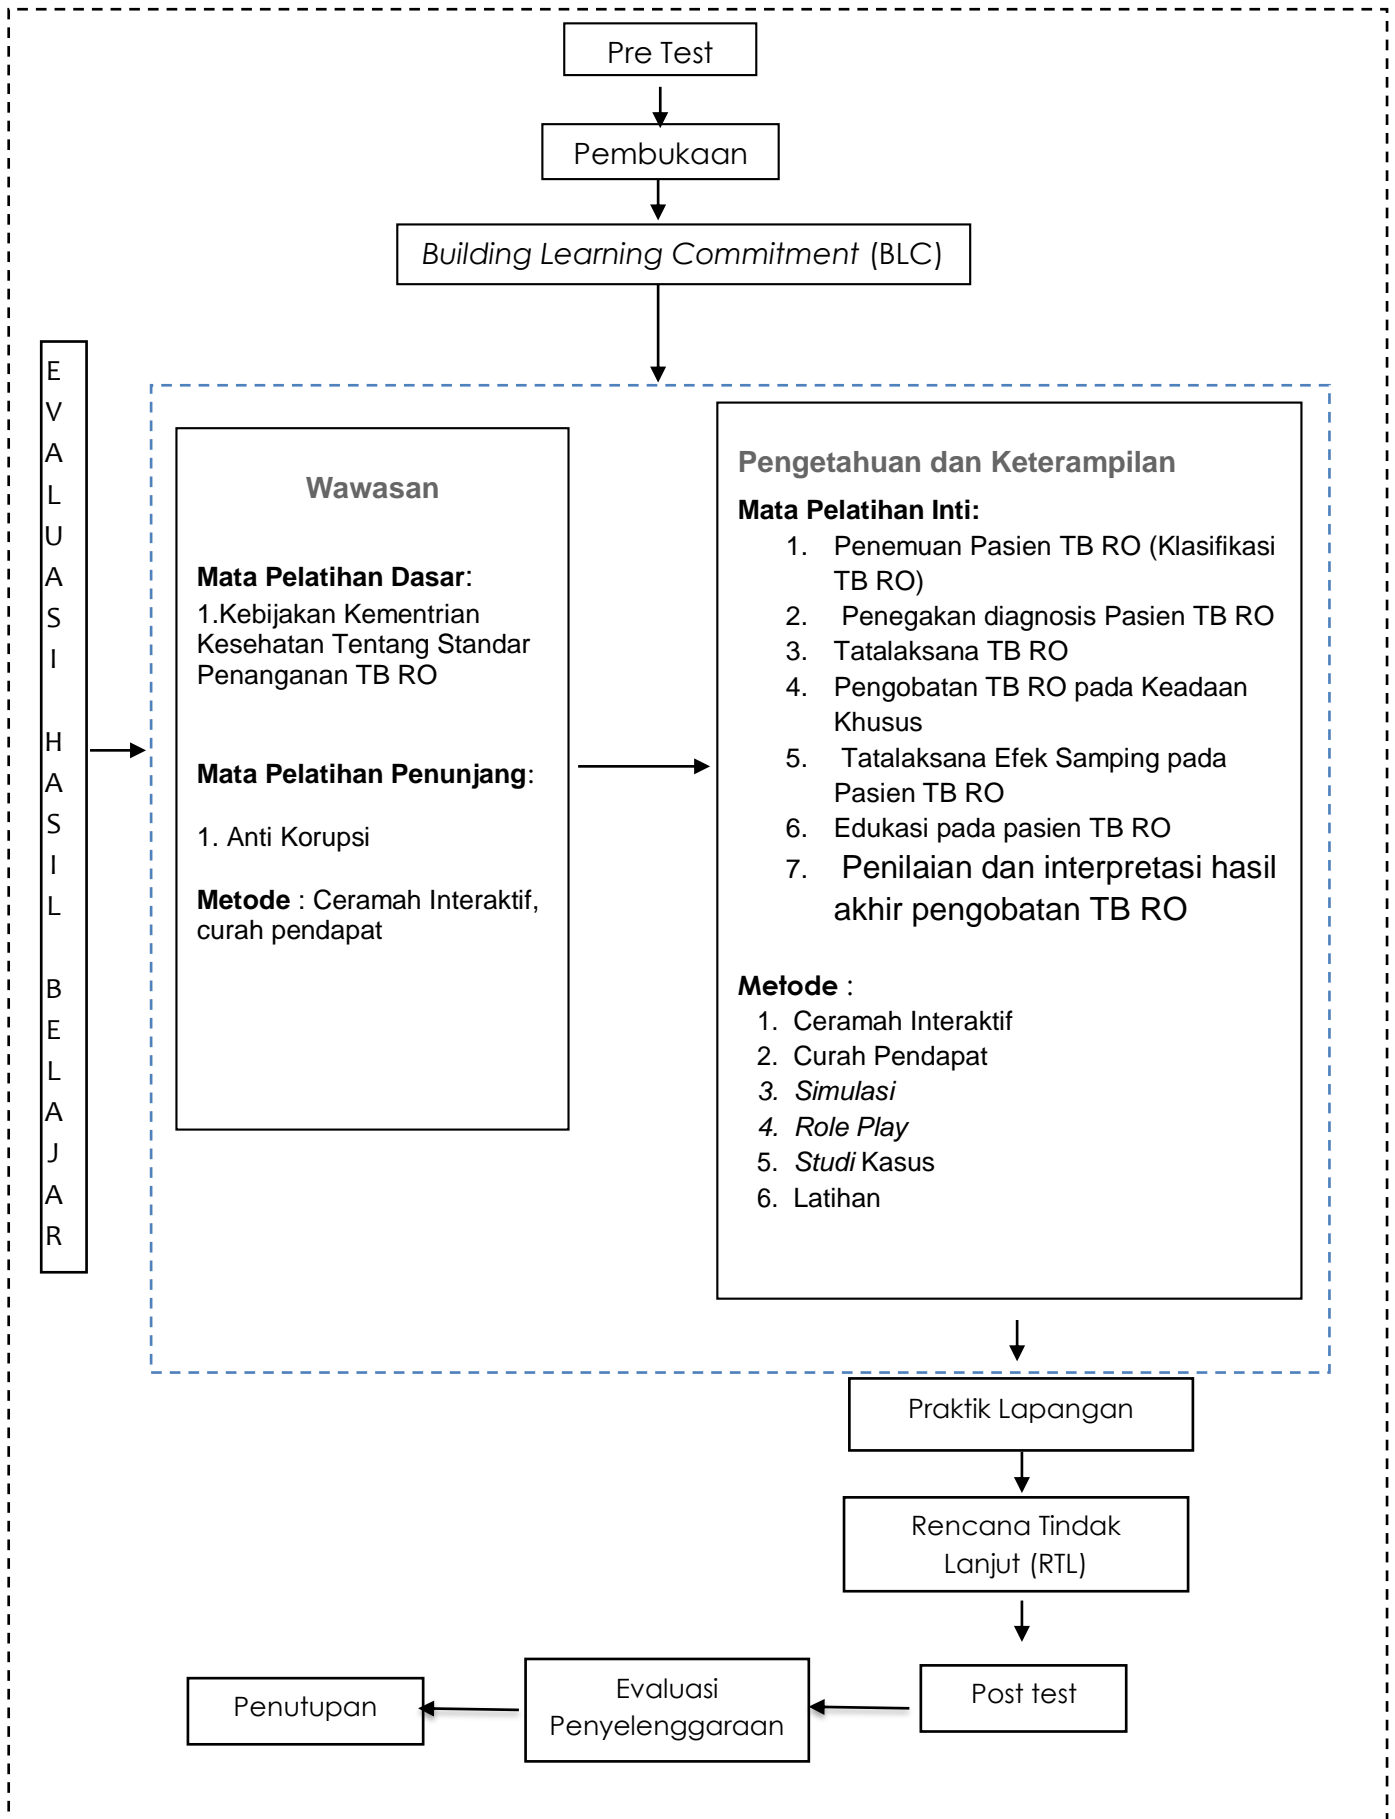 Pre Test
Pembukaan
Building Learning Commitment (BLC)
EVALUASI HASIL BELAJAR
Wawasan
Mata Pelatihan Dasar:
1.Kebijakan Kementrian
Kesehatan Tentang Standar
Penanganan TB RO
Mata Pelatihan Penunjang:
1. Anti Korupsi
Metode : Ceramah Interaktif,
curah pendapat
Pengetahuan dan Keterampilan
Mata Pelatihan Inti:
1. Penemuan Pasien TB RO (Klasifikasi
TB RO)
2. Penegakan diagnosis Pasien TB RO
3. Tatalaksana TB RO
4. Pengobatan TB RO pada Keadaan
Khusus
5. Tatalaksana Efek Samping pada
Pasien TB RO
6. Edukasi pada pasien TB RO
7. Penilaian dan interpretasi hasil
akhir pengobatan TB RO
Metode :
1. Ceramah Interaktif
2. Curah Pendapat
3. Simulasi
4. Role Play
5. Studi Kasus
6. Latihan
Praktik Lapangan
Rencana Tindak
Lanjut (RTL)
Post test
Evaluasi
Penyelenggaraan
Penutupan